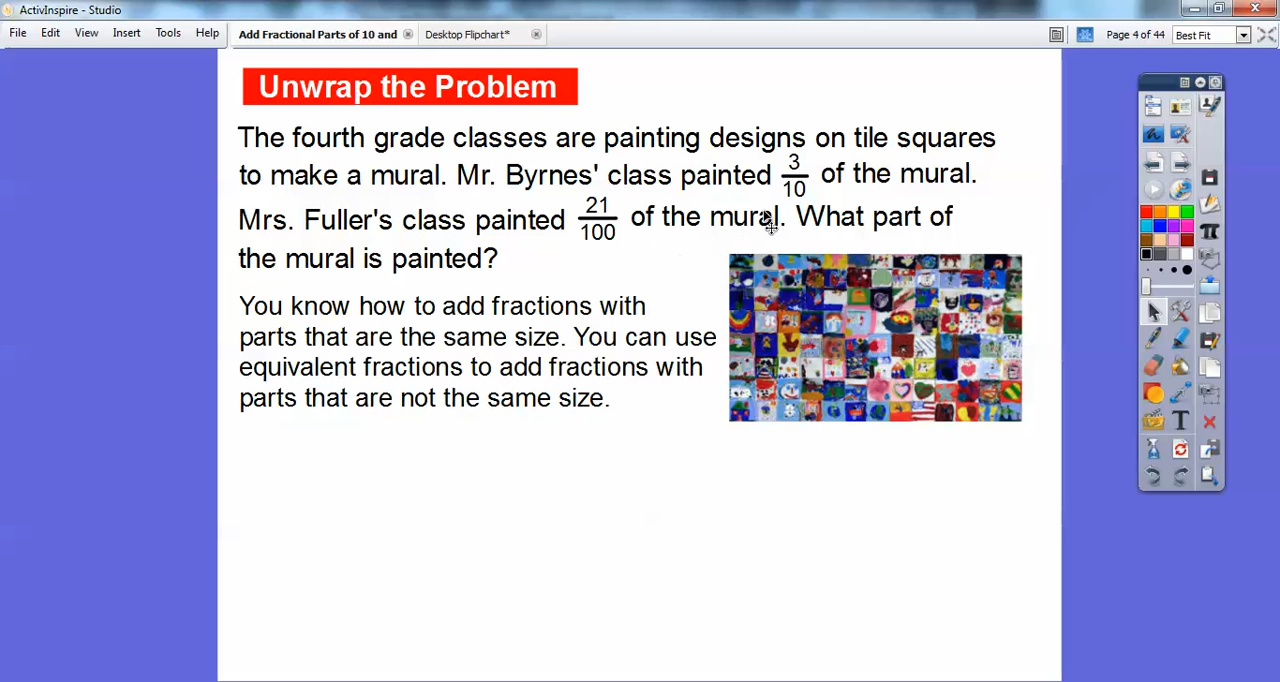 ActivInspire - Studio
File Edit View Insert Tools Help
Add Fractional Parts of 10 and
Desktop Flipchart*
Page 4 of 44
Best Fit
Unwrap the Problem
The fourth grade classes are painting designs on tile squares
to make a mural. Mr. Byrnes' class painted 3/10 of the mural.
Mrs. Fuller's class painted 21/100 of the mural. What part of
the mural is painted?
You know how to add fractions with
parts that are the same size. You can use
equivalent fractions to add fractions with
parts that are not the same size.